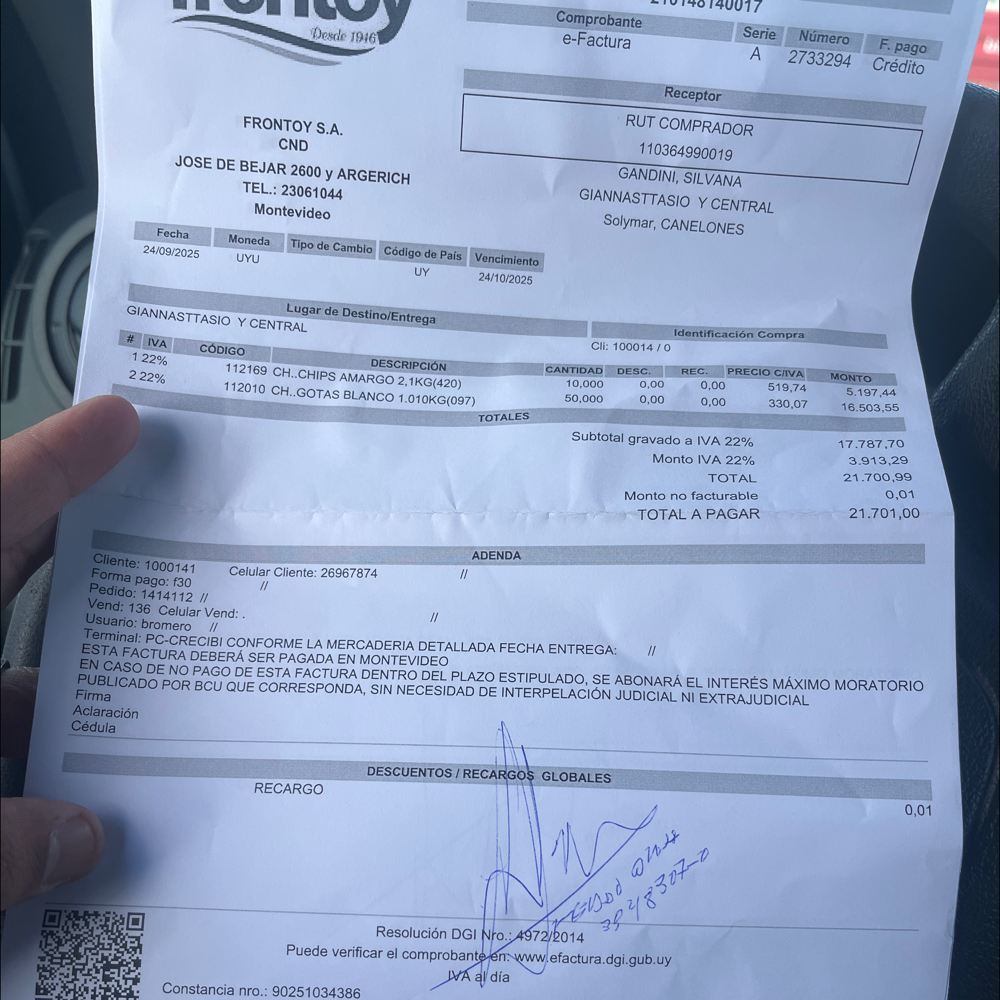 frontoy
Desde 1946
210148140017
Comprobante Serie Número F. pago
e-Factura A 2733294 Crédito
Receptor
RUT COMPRADOR
110364990019
GANDINI, SILVANA
GIANNASTTASIO Y CENTRAL
Solymar, CANELONES
FRONTOY S.A.
CND
JOSE DE BEJAR 2600 y ARGERICH
TEL.: 23061044
Montevideo
Fecha Moneda Tipo de Cambio Código de País Vencimiento
24/09/2025 UYU UY 24/10/2025
Lugar de Destino/Entrega
GIANNASTTASIO Y CENTRAL
Identificación Compra
Cli: 100014 / 0
# IVA CÓDIGO DESCRIPCIÓN CANTIDAD DESC. REC. PRECIO C/IVA MONTO
1 22% 112169 CH..CHIPS AMARGO 2,1KG(420) 10,000 0,00 0,00 519,74 5.197,44
2 22% 112010 CH..GOTAS BLANCO 1.010KG(097) 50,000 0,00 0,00 330,07 16.503,55
TOTALES
Subtotal gravado a IVA 22% 17.787,70
Monto IVA 22% 3.913,29
TOTAL 21.700,99
Monto no facturable 0,01
TOTAL A PAGAR 21.701,00
ADENDA
Cliente: 1000141 Celular Cliente: 26967874 //
Forma pago: f30 //
Pedido: 1414112 //
Vend: 136 Celular Vend: . //
Usuario: bromero //
Terminal: PC-CRECIBI CONFORME LA MERCADERIA DETALLADA FECHA ENTREGA: //
ESTA FACTURA DEBERÁ SER PAGADA EN MONTEVIDEO
EN CASO DE NO PAGO DE ESTA FACTURA DENTRO DEL PLAZO ESTIPULADO, SE ABONARÁ EL INTERÉS MÁXIMO MORATORIO
PUBLICADO POR BCU QUE CORRESPONDA, SIN NECESIDAD DE INTERPELACIÓN JUDICIAL NI EXTRAJUDICIAL
Firma
Aclaración
Cédula
DESCUENTOS / RECARGOS GLOBALES
RECARGO 0,01
Resolución DGI Nro.: 4972/2014
Puede verificar el comprobante en: www.efactura.dgi.gub.uy
IVA al día
Constancia nro.: 90251034386